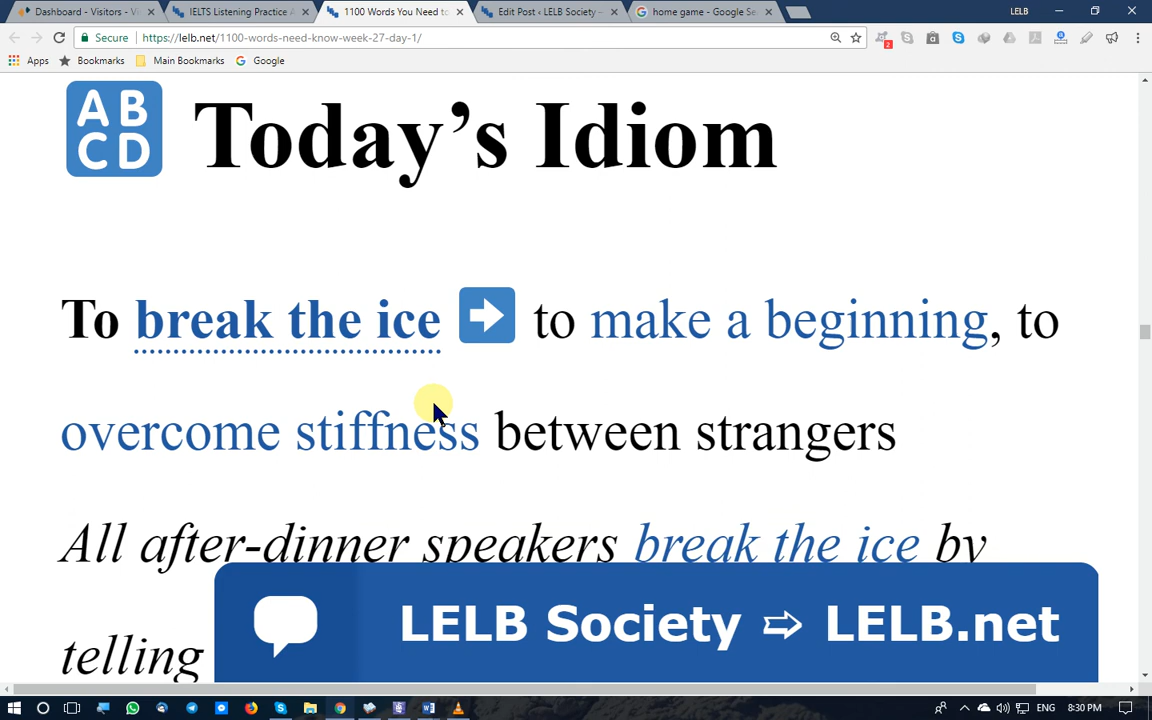 Dashboard - Visitors - Vi
IELTS Listening Practice A
1100 Words You Need to
Edit Post ‹ LELB Society –
home game - Google Se
LELB
Secure
https://lelb.net/1100-words-need-know-week-27-day-1/
2
Apps
Bookmarks
Main Bookmarks
Google
AB
CD
Today's Idiom
To break the ice ➡ to make a beginning, to
overcome stiffness between strangers
All after-dinner speakers break the ice by
telling
LELB Society ⇨ LELB.net
ENG
8:30 PM